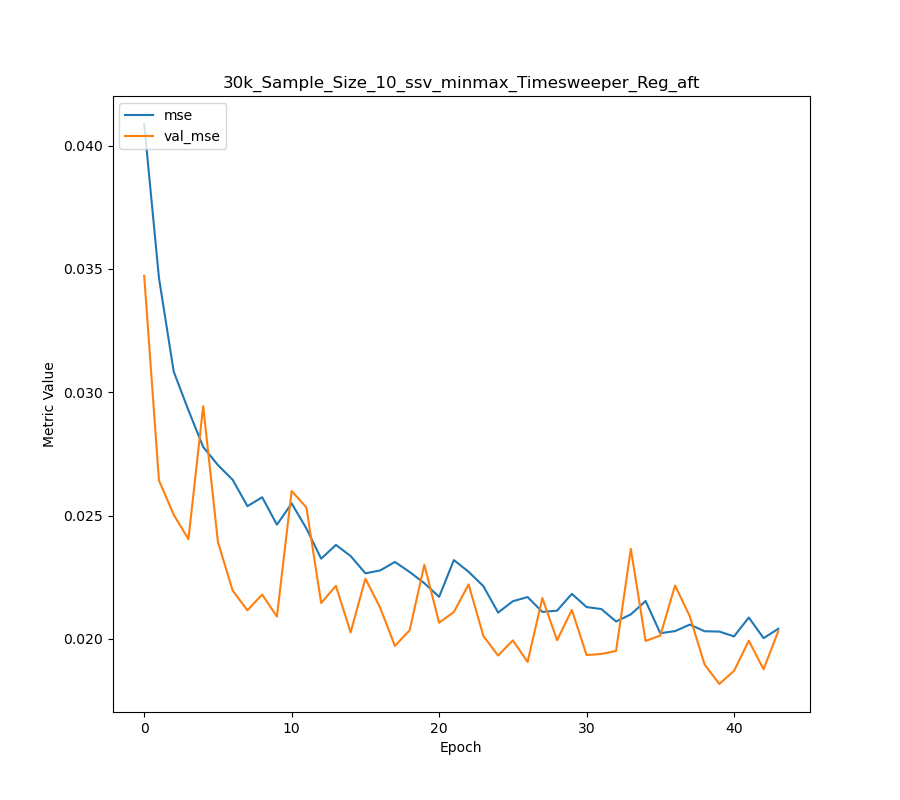 30k_Sample_Size_10_ssv_minmax_Timesweeper_Reg_aft
mse
val_mse
0.040
0.035
0.030
0.025
0.020
Metric Value
0 10 20 30 40
Epoch